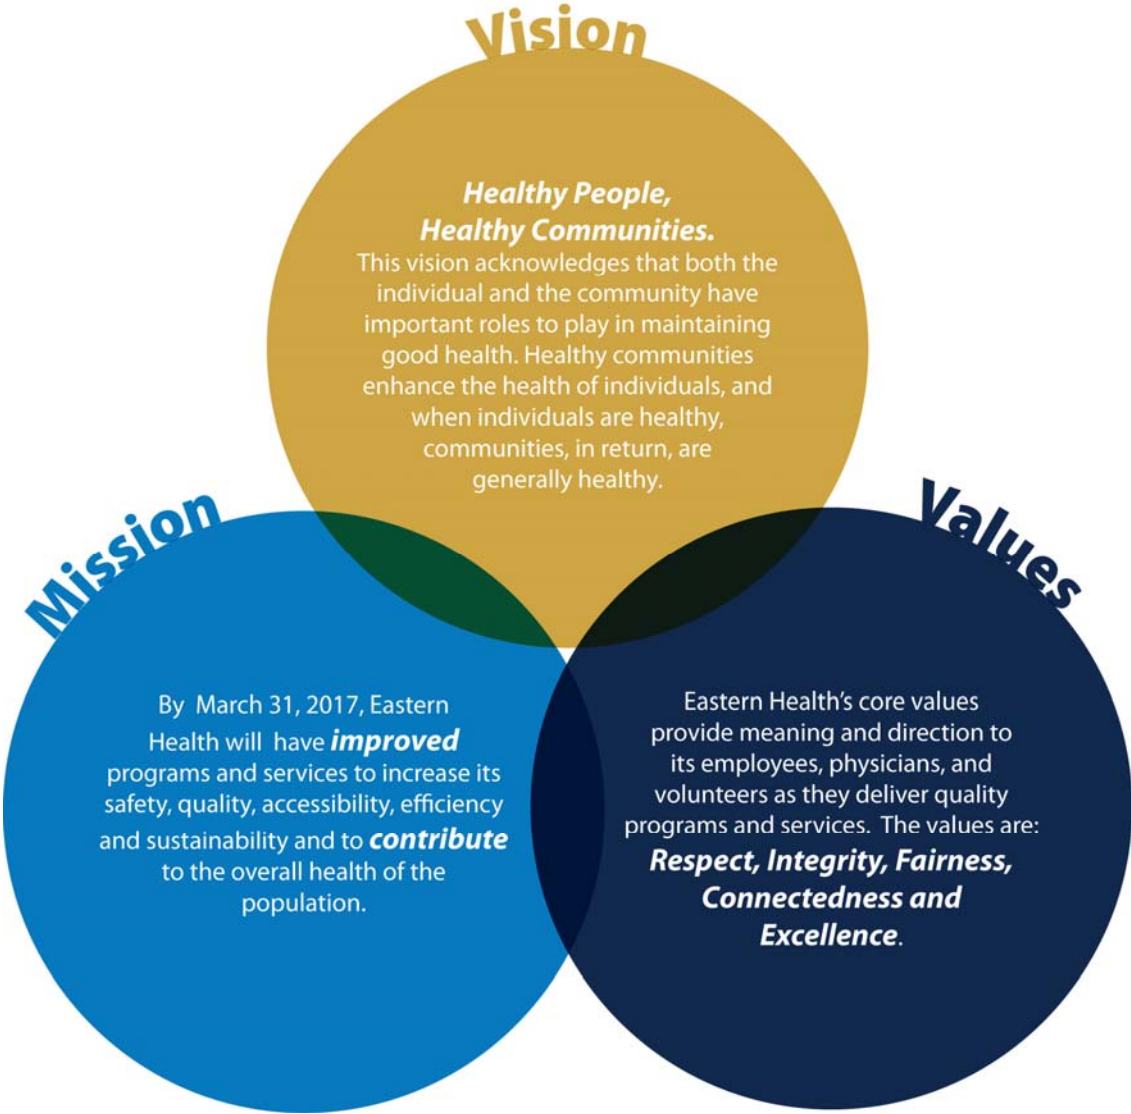 Vision
Healthy People,
Healthy Communities.
This vision acknowledges that both the
individual and the community have
important roles to play in maintaining
good health. Healthy communities
enhance the health of individuals, and
when individuals are healthy,
communities, in return, are
generally healthy.
Mission
By March 31, 2017, Eastern
Health will have improved
programs and services to increase its
safety, quality, accessibility, efficiency
and sustainability and to contribute
to the overall health of the
population.
Values
Eastern Health’s core values
provide meaning and direction to
its employees, physicians, and
volunteers as they deliver quality
programs and services. The values are:
Respect, Integrity, Fairness,
Connectedness and
Excellence.